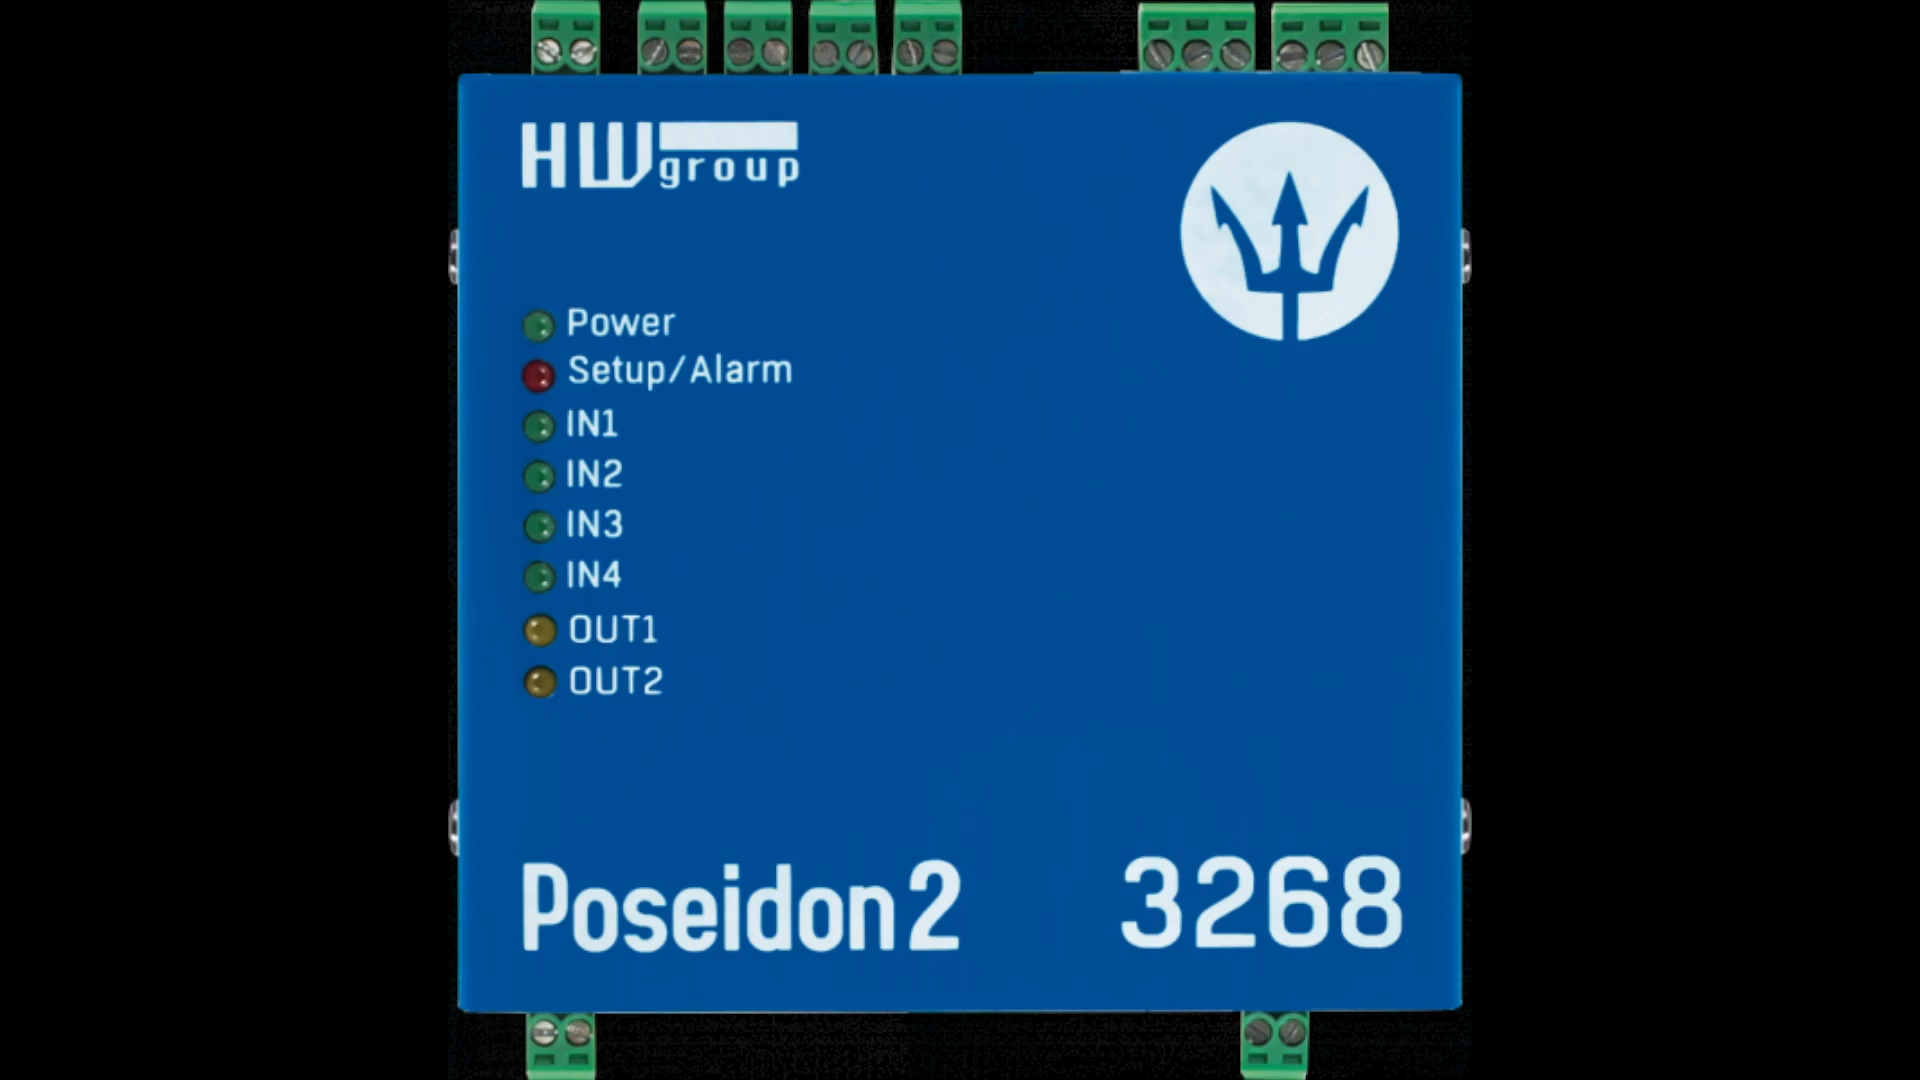 HW group
Power
Setup/Alarm
IN1
IN2
IN3
IN4
OUT1
OUT2
Poseidon2 3268